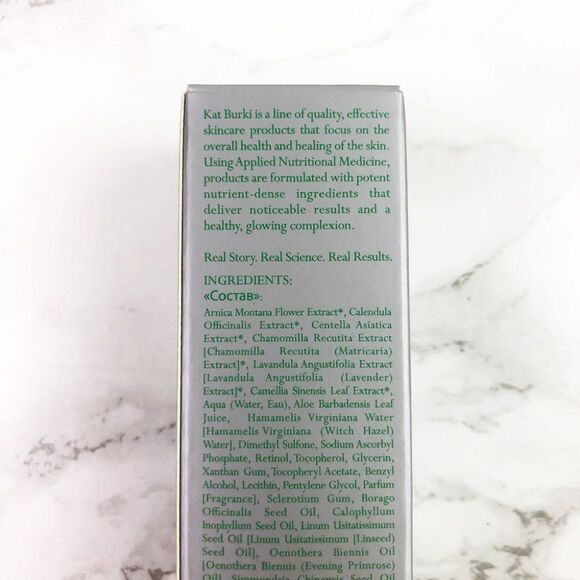 Kat Burki is a line of quality, effective
skincare products that focus on the
overall health and healing of the skin.
Using Applied Nutritional Medicine,
products are formulated with potent
nutrient-dense ingredients that
deliver noticeable results and a
healthy, glowing complexion.
Real Story. Real Science. Real Results.
INGREDIENTS:
«Состав»:
Arnica Montana Flower Extract*, Calendula
Officinalis Extract*, Centella Asiatica
Extract*, Chamomilla Recutita Extract
[Chamomilla Recutita (Matricaria)
Extract]*, Lavandula Angustifolia Extract
[Lavandula Angustifolia (Lavender)
Extract]*, Camellia Sinensis Leaf Extract*,
Aqua (Water, Eau), Aloe Barbadensis Leaf
Juice, Hamamelis Virginiana Water
[Hamamelis Virginiana (Witch Hazel)
Water], Dimethyl Sulfone, Sodium Ascorbyl
Phosphate, Retinol, Tocopherol, Glycerin,
Xanthan Gum, Tocopheryl Acetate, Benzyl
Alcohol, Lecithin, Pentylene Glycol, Parfum
[Fragrance], Sclerotium Gum, Borago
Officinalis Seed Oil, Calophyllum
Inophyllum Seed Oil, Linum Usitatissimum
Seed Oil [Linum Usitatissimum [Linseed)
Seed Oil], Oenothera Biennis Oil
[Oenothera Biennis (Evening Primrose)
Oil], Simmondsia Chinensis Seed Oil